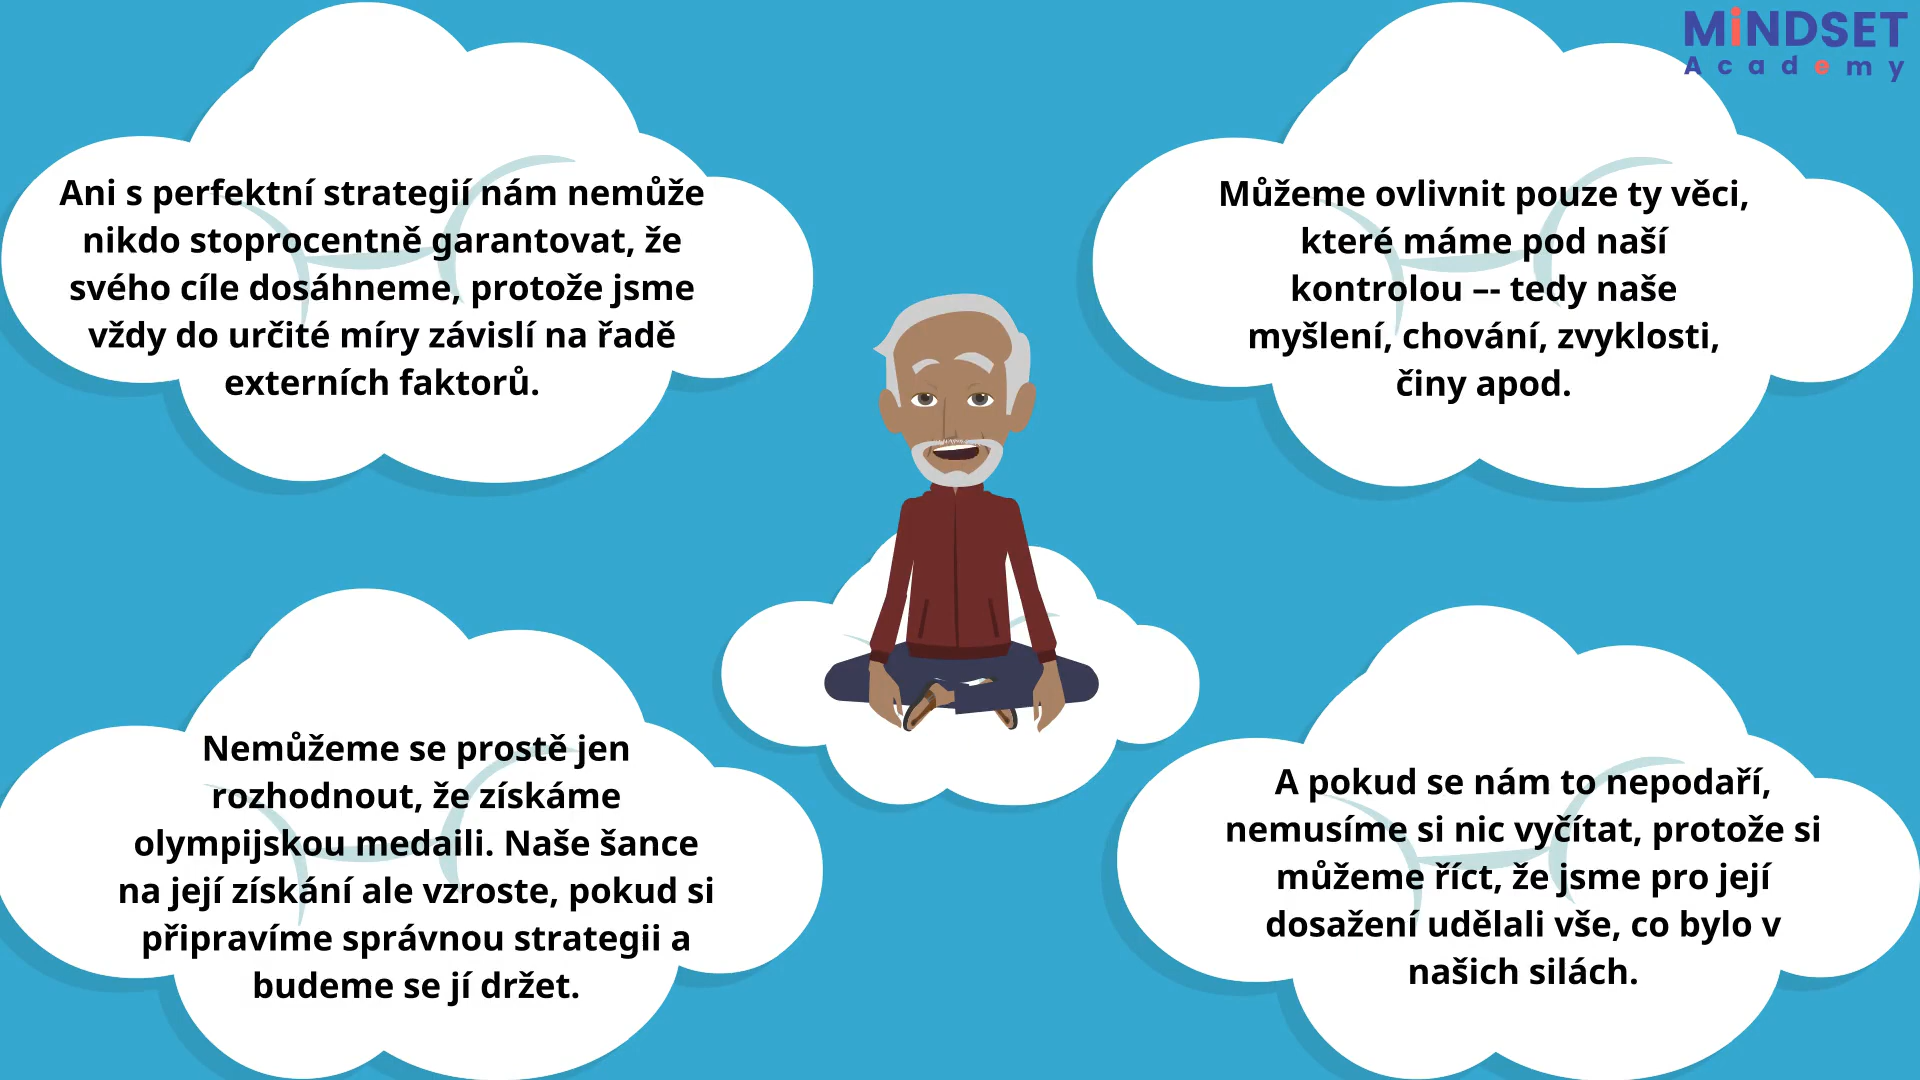 MiNDSET
Academy
Ani s perfektní strategií nám nemůže
nikdo stoprocentně garantovat, že
svého cíle dosáhneme, protože jsme
vždy do určité míry závislí na řadě
externích faktorů.
Můžeme ovlivnit pouze ty věci,
které máme pod naší
kontrolou –- tedy naše
myšlení, chování, zvyklosti,
činy apod.
Nemůžeme se prostě jen
rozhodnout, že získáme
olympijskou medaili. Naše šance
na její získání ale vzroste, pokud si
připravíme správnou strategii a
budeme se jí držet.
A pokud se nám to nepodaří,
nemusíme si nic vyčítat, protože si
můžeme říct, že jsme pro její
dosažení udělali vše, co bylo v
našich silách.